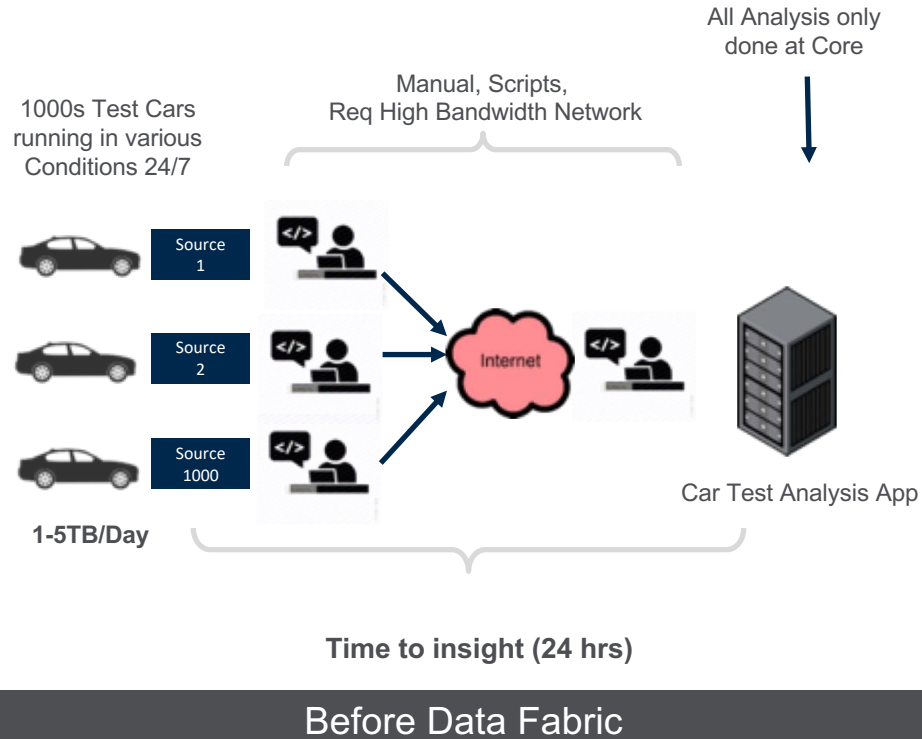 All Analysis only
done at Core
Manual, Scripts,
Req High Bandwidth Network
1000s Test Cars
running in various
Conditions 24/7
Source
1
</>
Source
2
</>
Internet
</>
Source
1000
</>
Car Test Analysis App
1-5TB/Day
Time to insight (24 hrs)
Before Data Fabric